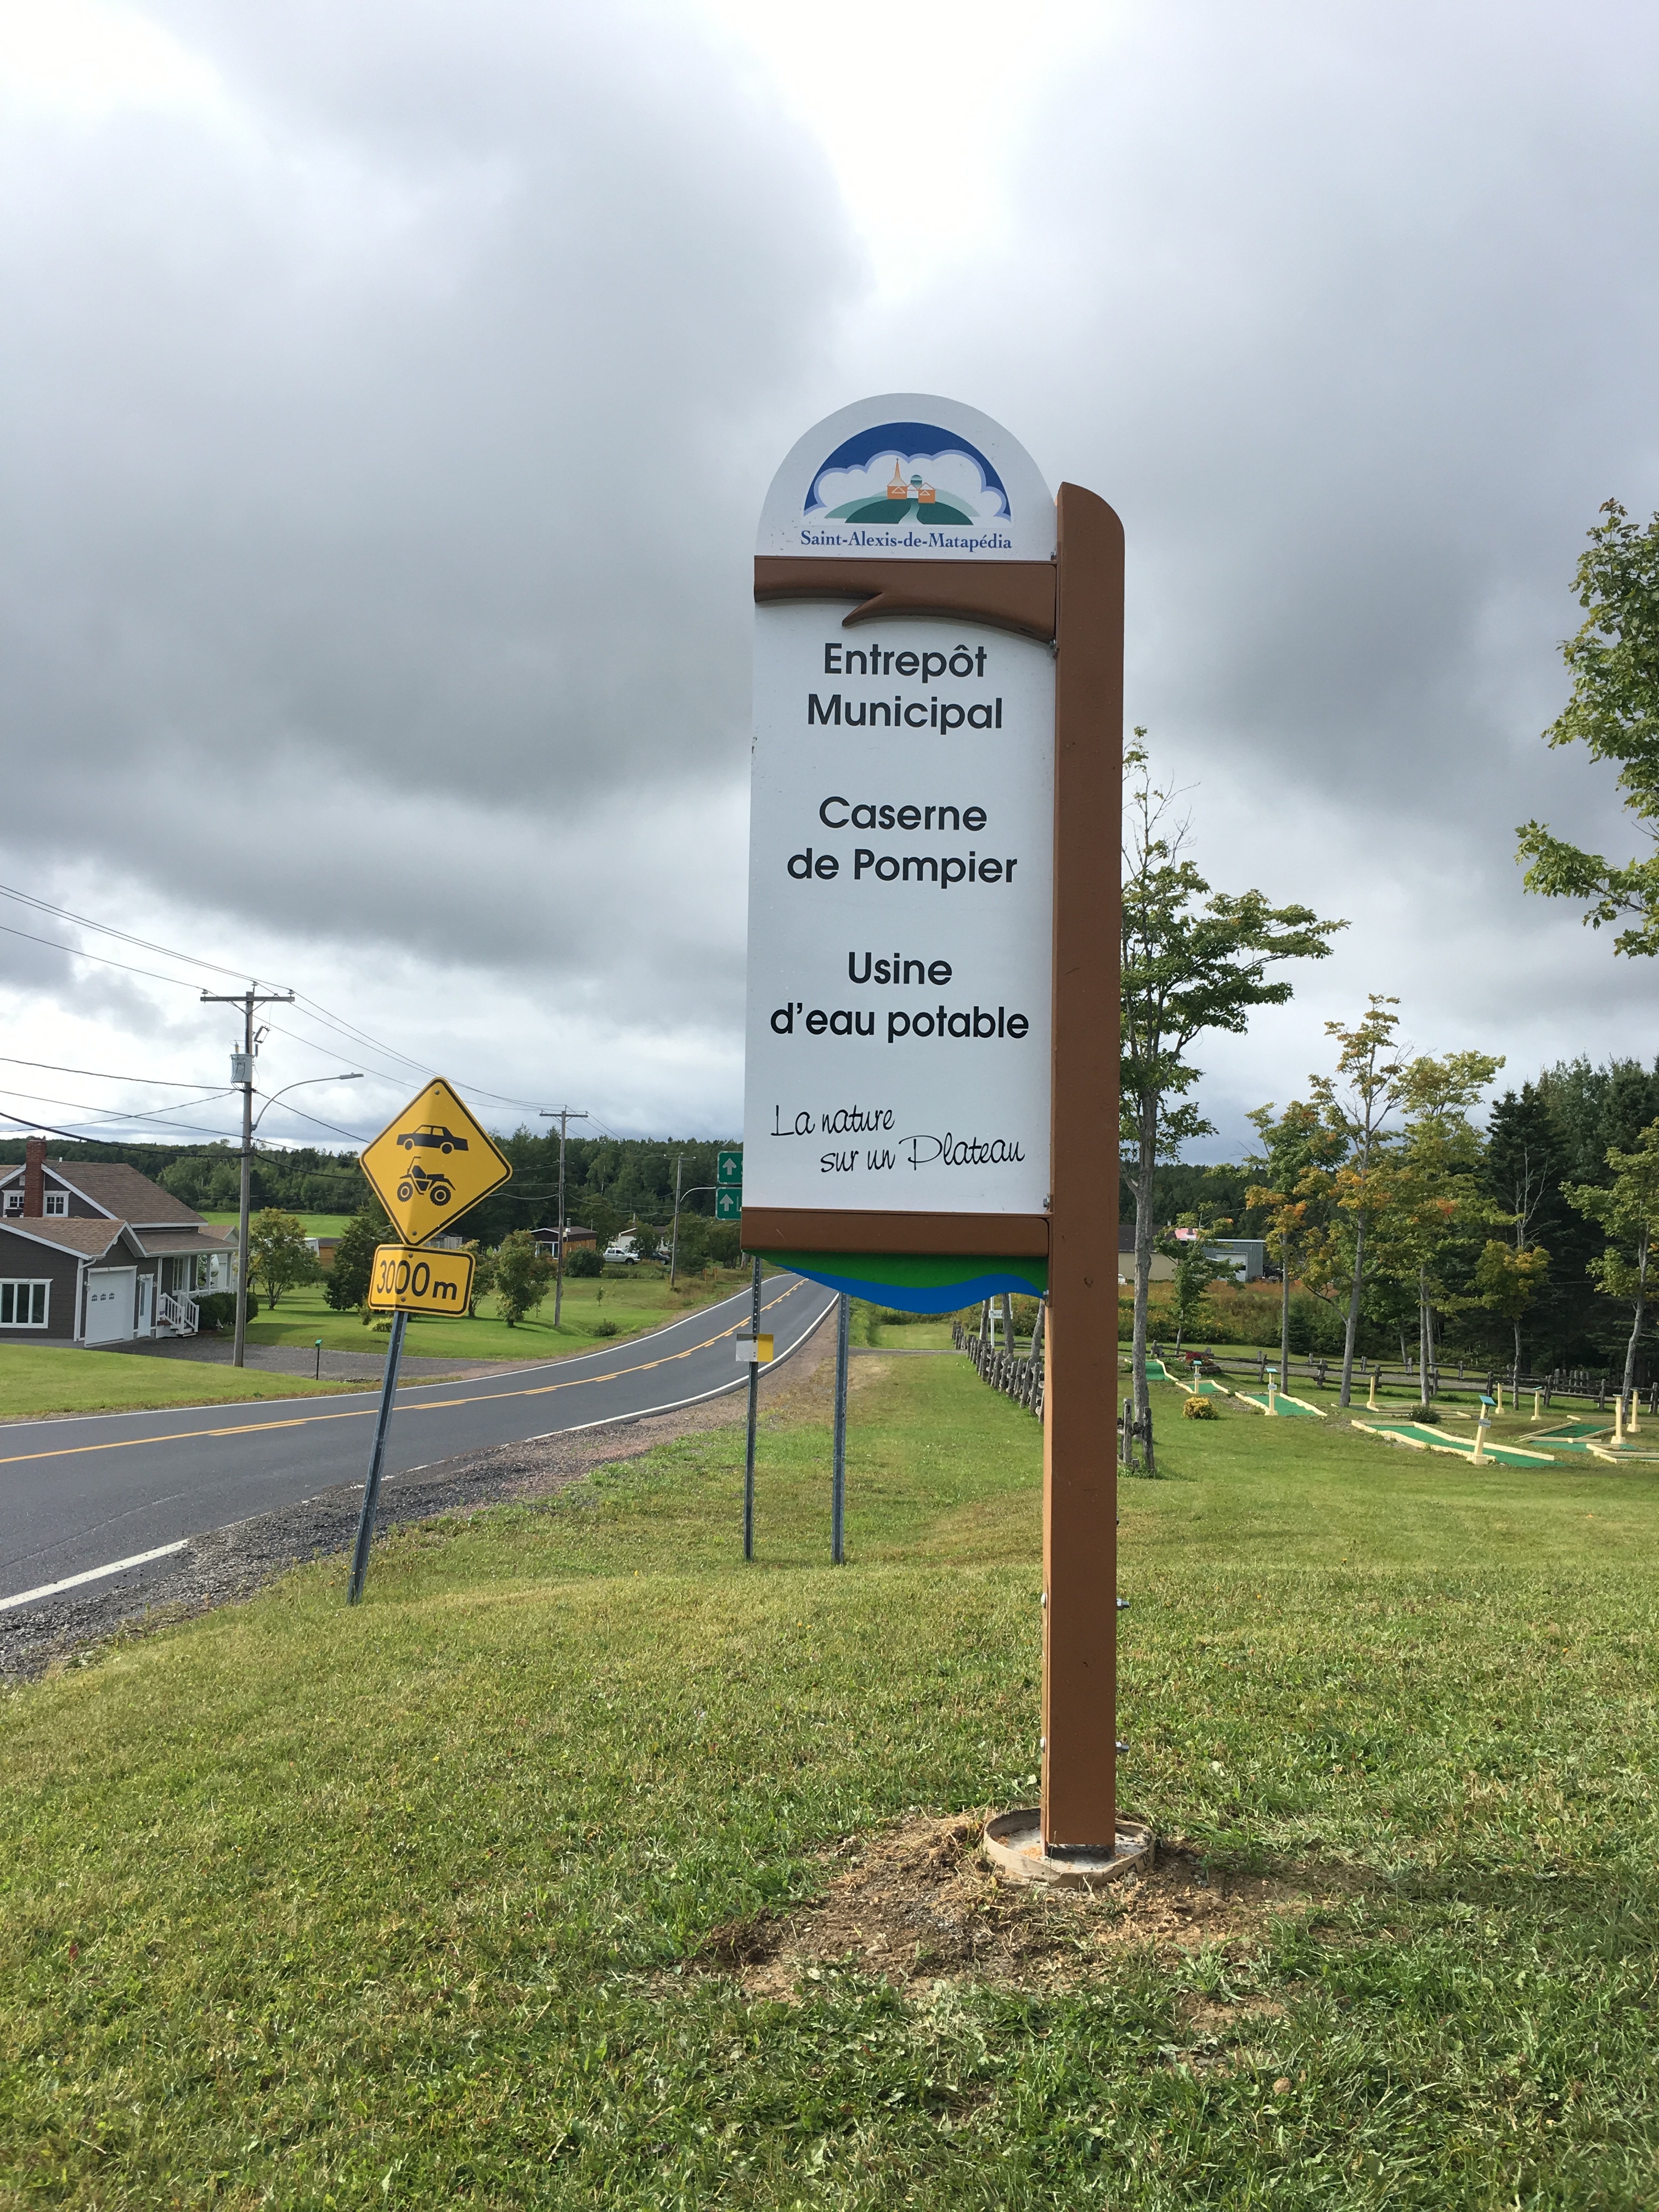 Saint-Alexis-de-Matapédia
Entrepôt
Municipal
Caserne
de Pompier
Usine
d'eau potable
La nature
sur un Plateau
3000 m